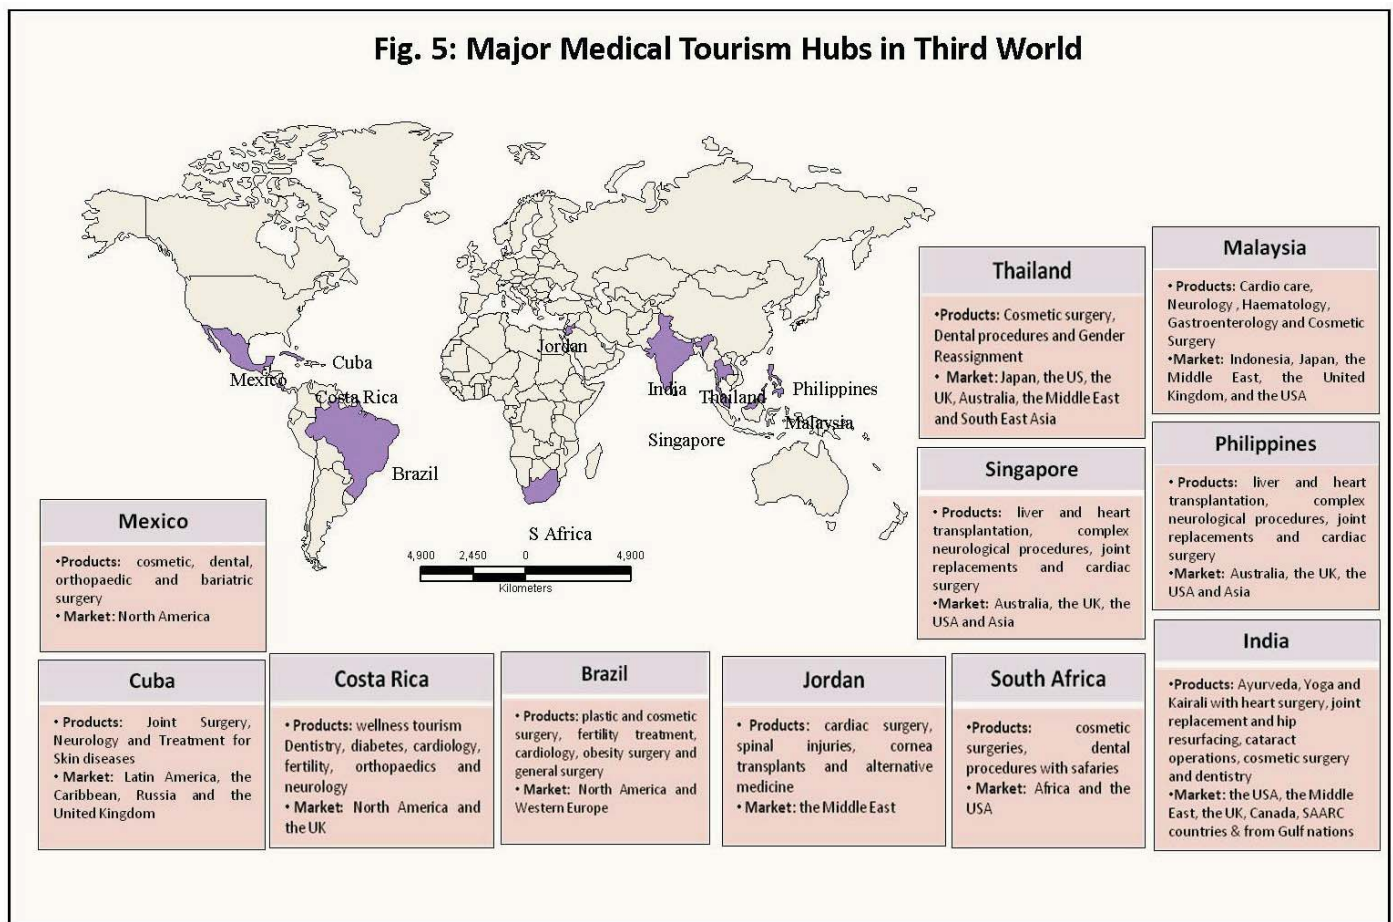 Fig. 5: Major Medical Tourism Hubs in Third World
Cuba
Mexico
Costa Rica
Brazil
Jordan
India
Thailand
Philippines
Malaysia
Singapore
S Africa
4,900 2,450 0 4,900
Kilometers
Thailand
•Products: Cosmetic surgery,
Dental procedures and Gender
Reassignment
• Market: Japan, the US, the
UK, Australia, the Middle East
and South East Asia
Malaysia
• Products: Cardio care,
Neurology , Haematology,
Gastroenterology and Cosmetic
Surgery
•Market: Indonesia, Japan, the
Middle East, the United
Kingdom, and the USA
Singapore
• Products: liver and heart
transplantation, complex
neurological procedures, joint
replacements and cardiac
surgery
•Market: Australia, the UK, the
USA and Asia
Philippines
• Products: liver and heart
transplantation, complex
neurological procedures, joint
replacements and cardiac
surgery
•Market: Australia, the UK, the
USA and Asia
Mexico
•Products: cosmetic, dental,
orthopaedic and bariatric
surgery
• Market: North America
Cuba
• Products: Joint Surgery,
Neurology and Treatment for
Skin diseases
• Market: Latin America, the
Caribbean, Russia and the
United Kingdom
Costa Rica
• Products: wellness tourism
Dentistry, diabetes, cardiology,
fertility, orthopaedics and
neurology
• Market: North America and
the UK
Brazil
• Products: plastic and cosmetic
surgery, fertility treatment,
cardiology, obesity surgery and
general surgery
• Market: North America and
Western Europe
Jordan
• Products: cardiac surgery,
spinal injuries, cornea
transplants and alternative
medicine
• Market: the Middle East
South Africa
•Products: cosmetic
surgeries, dental
procedures with safaries
• Market: Africa and the
USA
India
•Products: Ayurveda, Yoga and
Kairali with heart surgery, joint
replacement and hip
resurfacing, cataract
operations, cosmetic surgery
and dentistry
•Market: the USA, the Middle
East, the UK, Canada, SAARC
countries & from Gulf nations